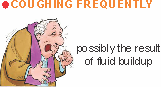 COUGHING FREQUENTLY
possibly the result
of fluid buildup